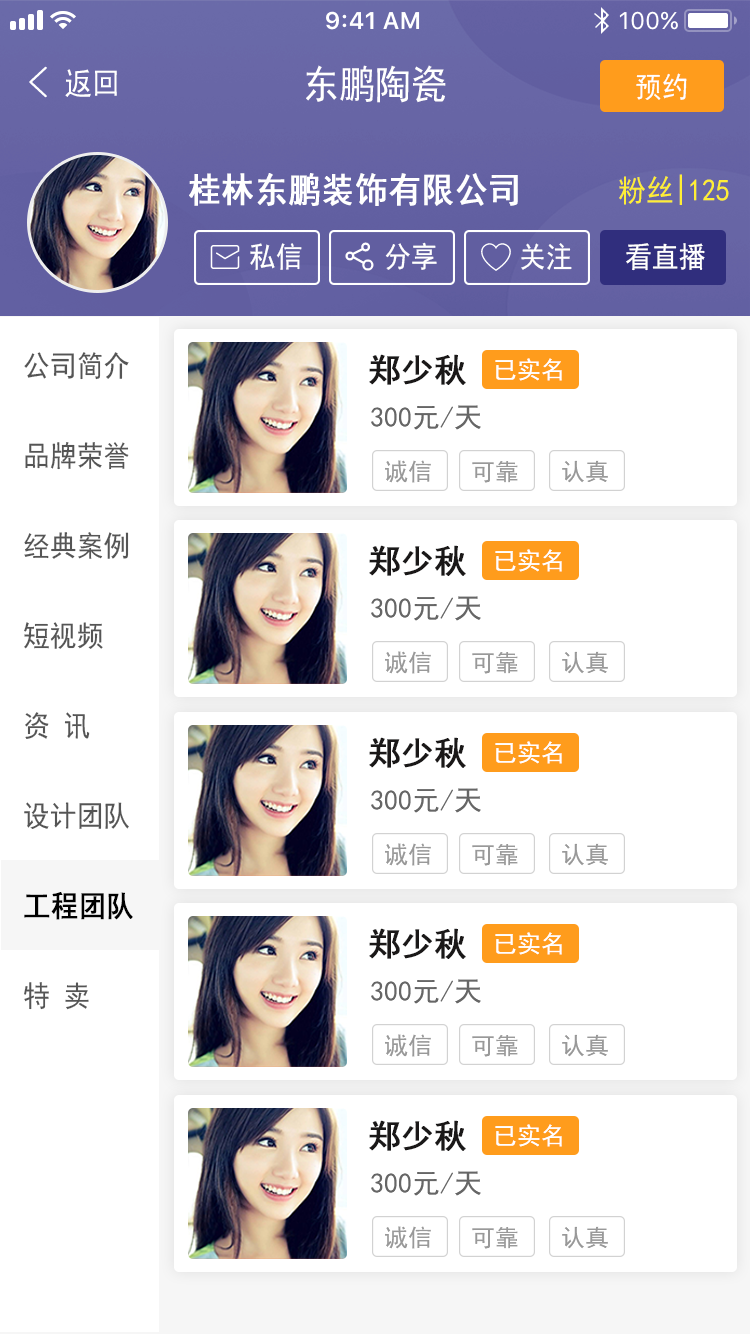 9:41 AM 100%
返回 东鹏陶瓷 预约
桂林东鹏装饰有限公司 粉丝|125
私信 分享 关注 看直播
公司简介
品牌荣誉
经典案例
短视频
资 讯
设计团队
工程团队
特 卖
郑少秋 已实名
300元/天
诚信 可靠 认真
郑少秋 已实名
300元/天
诚信 可靠 认真
郑少秋 已实名
300元/天
诚信 可靠 认真
郑少秋 已实名
300元/天
诚信 可靠 认真
郑少秋 已实名
300元/天
诚信 可靠 认真